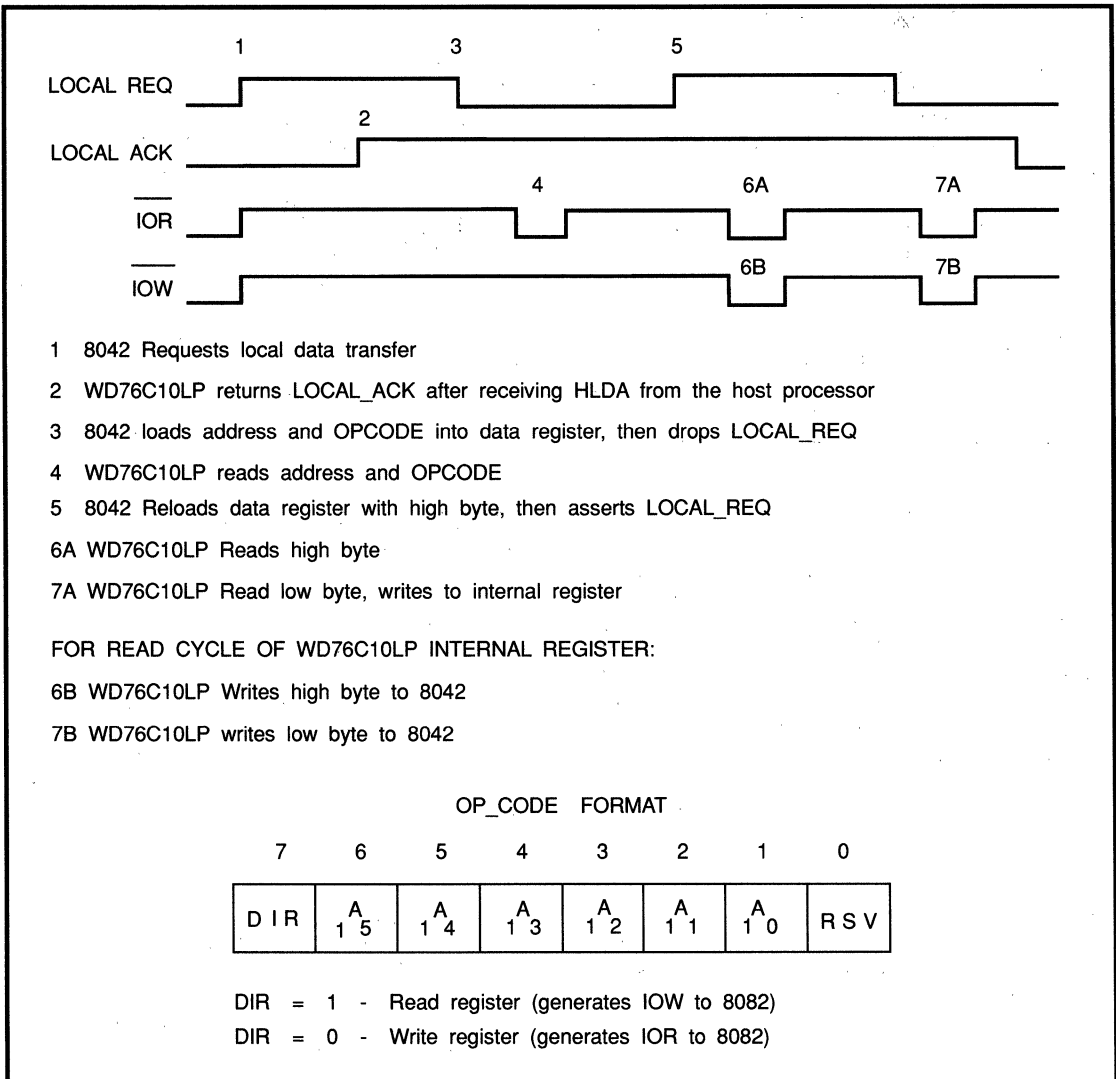 1 3 5
LOCAL REQ
2
LOCAL ACK
4 6A 7A
IOR
6B 7B
IOW
1 8042 Requests local data transfer
2 WD76C10LP returns LOCAL_ACK after receiving HLDA from the host processor
3 8042 loads address and OPCODE into data register, then drops LOCAL_REQ
4 WD76C10LP reads address and OPCODE
5 8042 Reloads data register with high byte, then asserts LOCAL_REQ
6A WD76C10LP Reads high byte
7A WD76C10LP Read low byte, writes to internal register
FOR READ CYCLE OF WD76C10LP INTERNAL REGISTER:
6B WD76C10LP Writes high byte to 8042
7B WD76C10LP writes low byte to 8042
OP_CODE FORMAT
7 6 5 4 3 2 1 0
DIR A15 A14 A13 A12 A11 A10 RSV
DIR = 1 - Read register (generates IOW to 8082)
DIR = 0 - Write register (generates IOR to 8082)